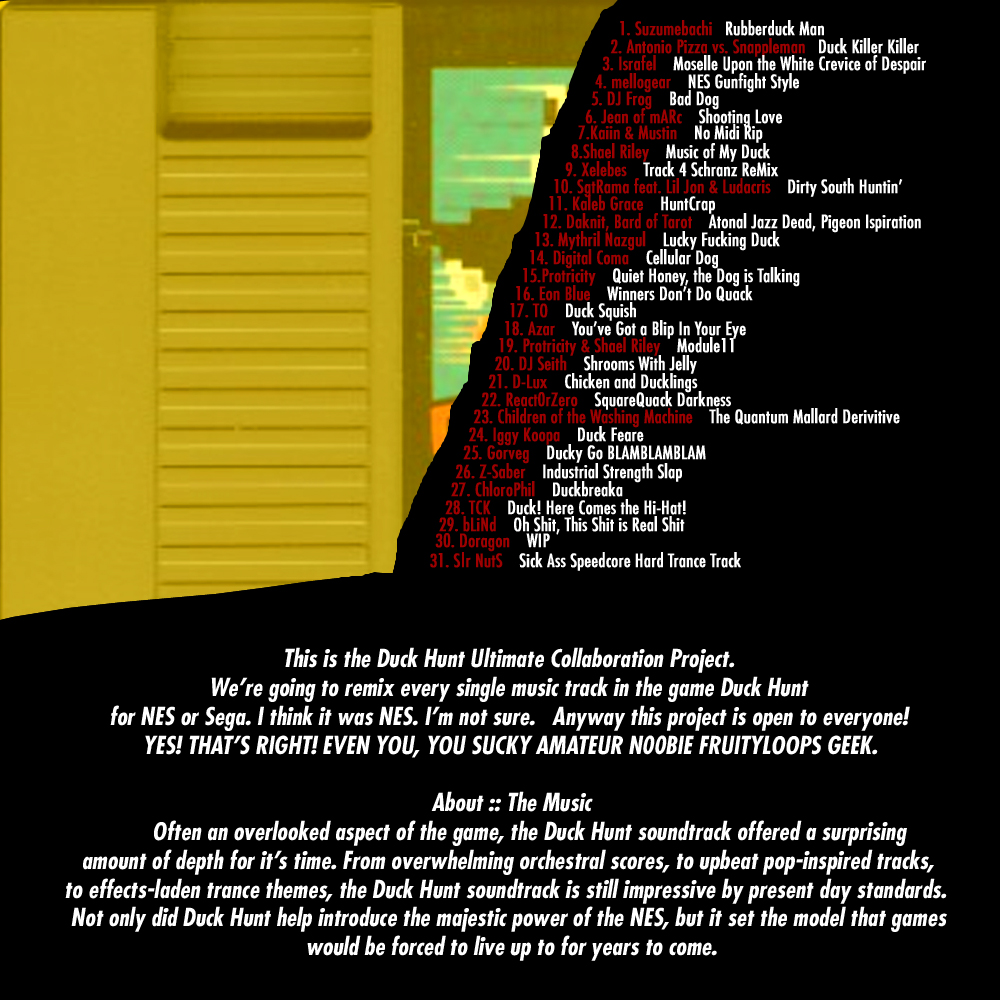 1. Suzumebachi Rubberduck Man
2. Antonio Pizza vs. Snappleman Duck Killer Killer
3. Israfel Moselle Upon the White Crevice of Despair
4. mellogear NES Gunfight Style
5. DJ Frog Bad Dog
6. Jean of mARc Shooting Love
7.Kaiin & Mustin No Midi Rip
8.Shael Riley Music of My Duck
9. Xelebes Track 4 Schranz ReMix
10. SgtRama feat. Lil Jon & Ludacris Dirty South Huntin'
11. Kaleb Grace HuntCrap
12. Daknit, Bard of Tarot Atonal Jazz Dead, Pigeon Ispiration
13. Mythril Nazgul Lucky Fucking Duck
14. Digital Coma Cellular Dog
15.Protricity Quiet Honey, the Dog is Talking
16. Eon Blue Winners Don't Do Quack
17. TO Duck Squish
18. Azar You've Got a Blip In Your Eye
19. Protricity & Shael Riley Module11
20. DJ Seith Shrooms With Jelly
21. D-Lux Chicken and Ducklings
22. React0rZero SquareQuack Darkness
23. Children of the Washing Machine The Quantum Mallard Derivitive
24. Iggy Koopa Duck Feare
25. Gorveg Ducky Go BLAMBLAMBLAM
26. Z-Saber Industrial Strength Slap
27. ChloroPhil Duckbreaka
28. TCK Duck! Here Comes the Hi-Hat!
29. bLiNd Oh Shit, This Shit is Real Shit
30. Doragon WIP
31. SIr NutS Sick Ass Speedcore Hard Trance Track
This is the Duck Hunt Ultimate Collaboration Project.
We're going to remix every single music track in the game Duck Hunt
for NES or Sega. I think it was NES. I'm not sure. Anyway this project is open to everyone!
YES! THAT'S RIGHT! EVEN YOU, YOU SUCKY AMATEUR N00BIE FRUITYLOOPS GEEK.
About :: The Music
Often an overlooked aspect of the game, the Duck Hunt soundtrack offered a surprising
amount of depth for it's time. From overwhelming orchestral scores, to upbeat pop-inspired tracks,
to effects-laden trance themes, the Duck Hunt soundtrack is still impressive by present day standards.
Not only did Duck Hunt help introduce the majestic power of the NES, but it set the model that games
would be forced to live up to for years to come.